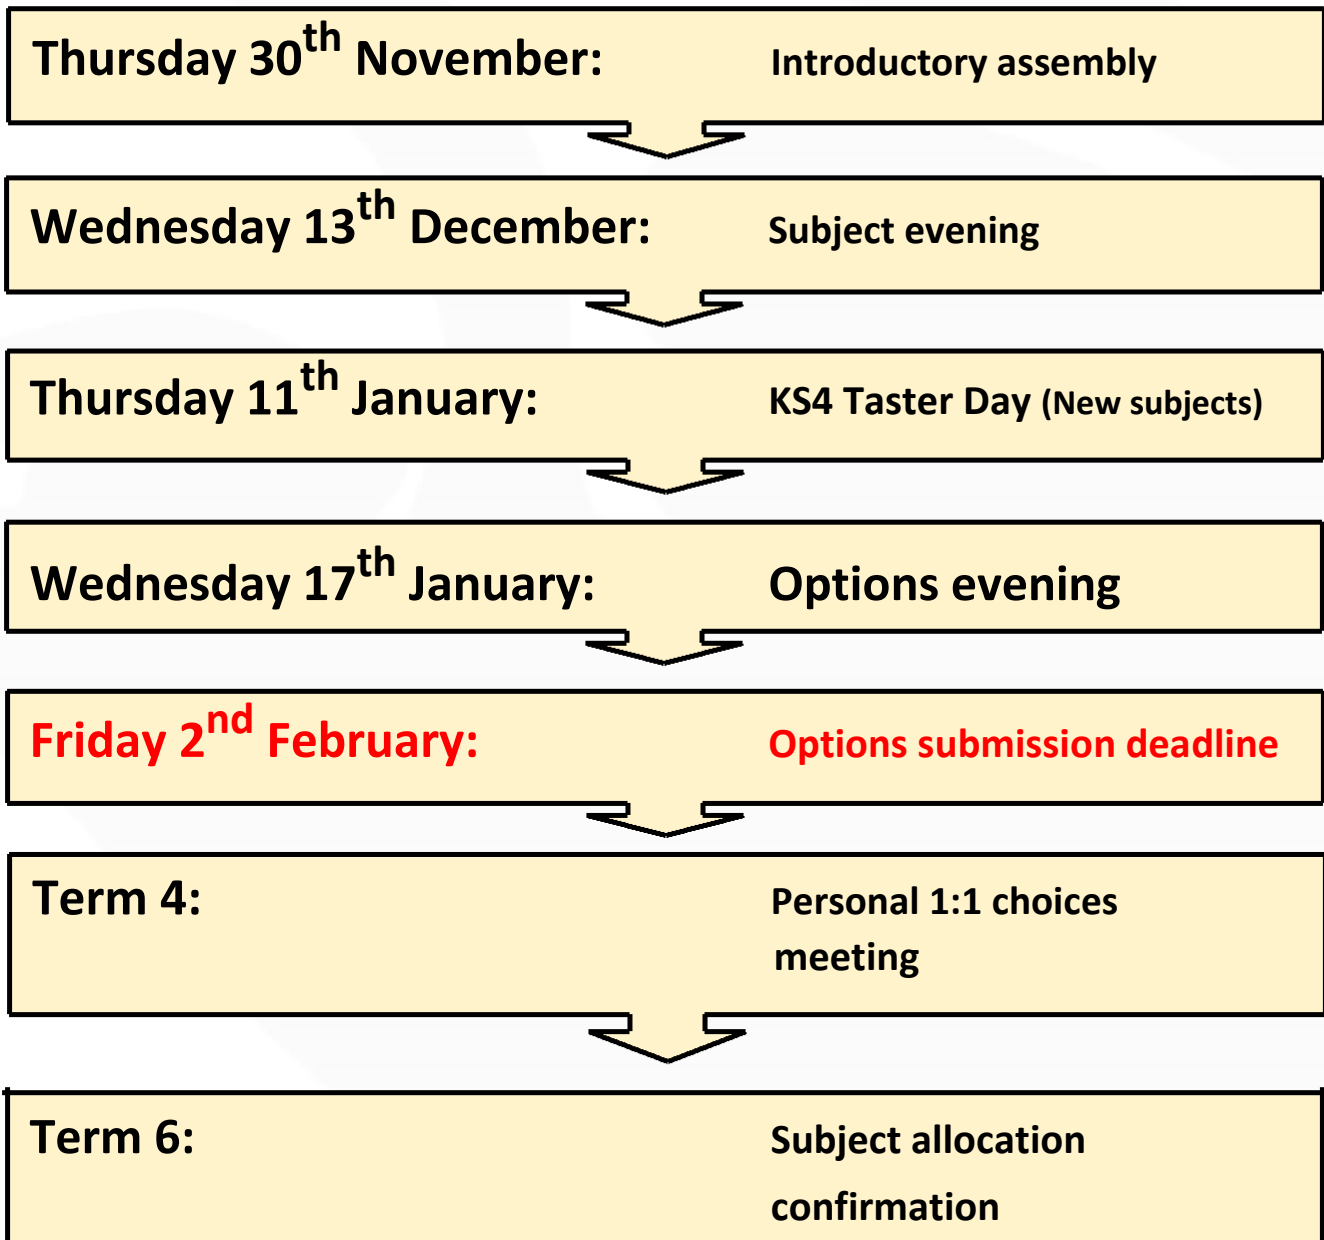 Thursday 30th November: Introductory assembly
Wednesday 13th December: Subject evening
Thursday 11th January: KS4 Taster Day (New subjects)
Wednesday 17th January: Options evening
Friday 2nd February: Options submission deadline
Term 4: Personal 1:1 choices
meeting
Term 6: Subject allocation
confirmation